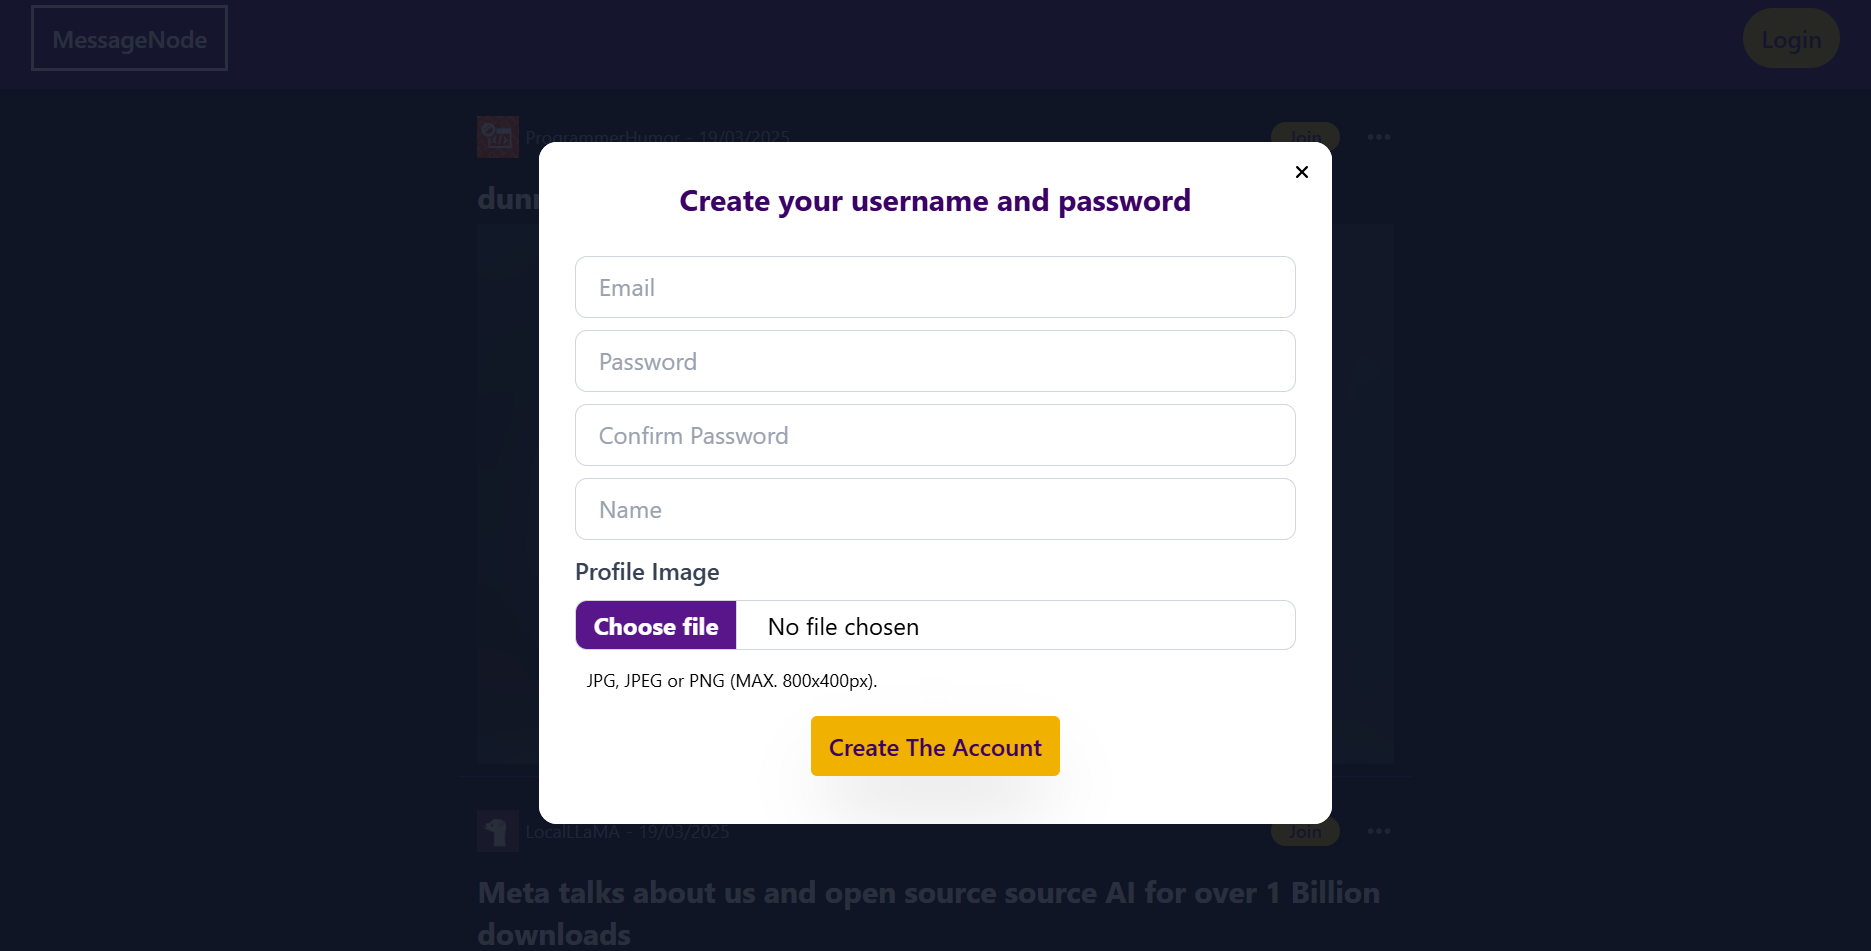 MessageNode
Login
ProgrammerHumor - 19/03/2025
Join
Create your username and password
Email
Password
Confirm Password
Name
Profile Image
Choose file No file chosen
JPG, JPEG or PNG (MAX. 800x400px).
Create The Account
LocalLLaMA - 19/03/2025
Join
Meta talks about us and open source source AI for over 1 Billion
downloads